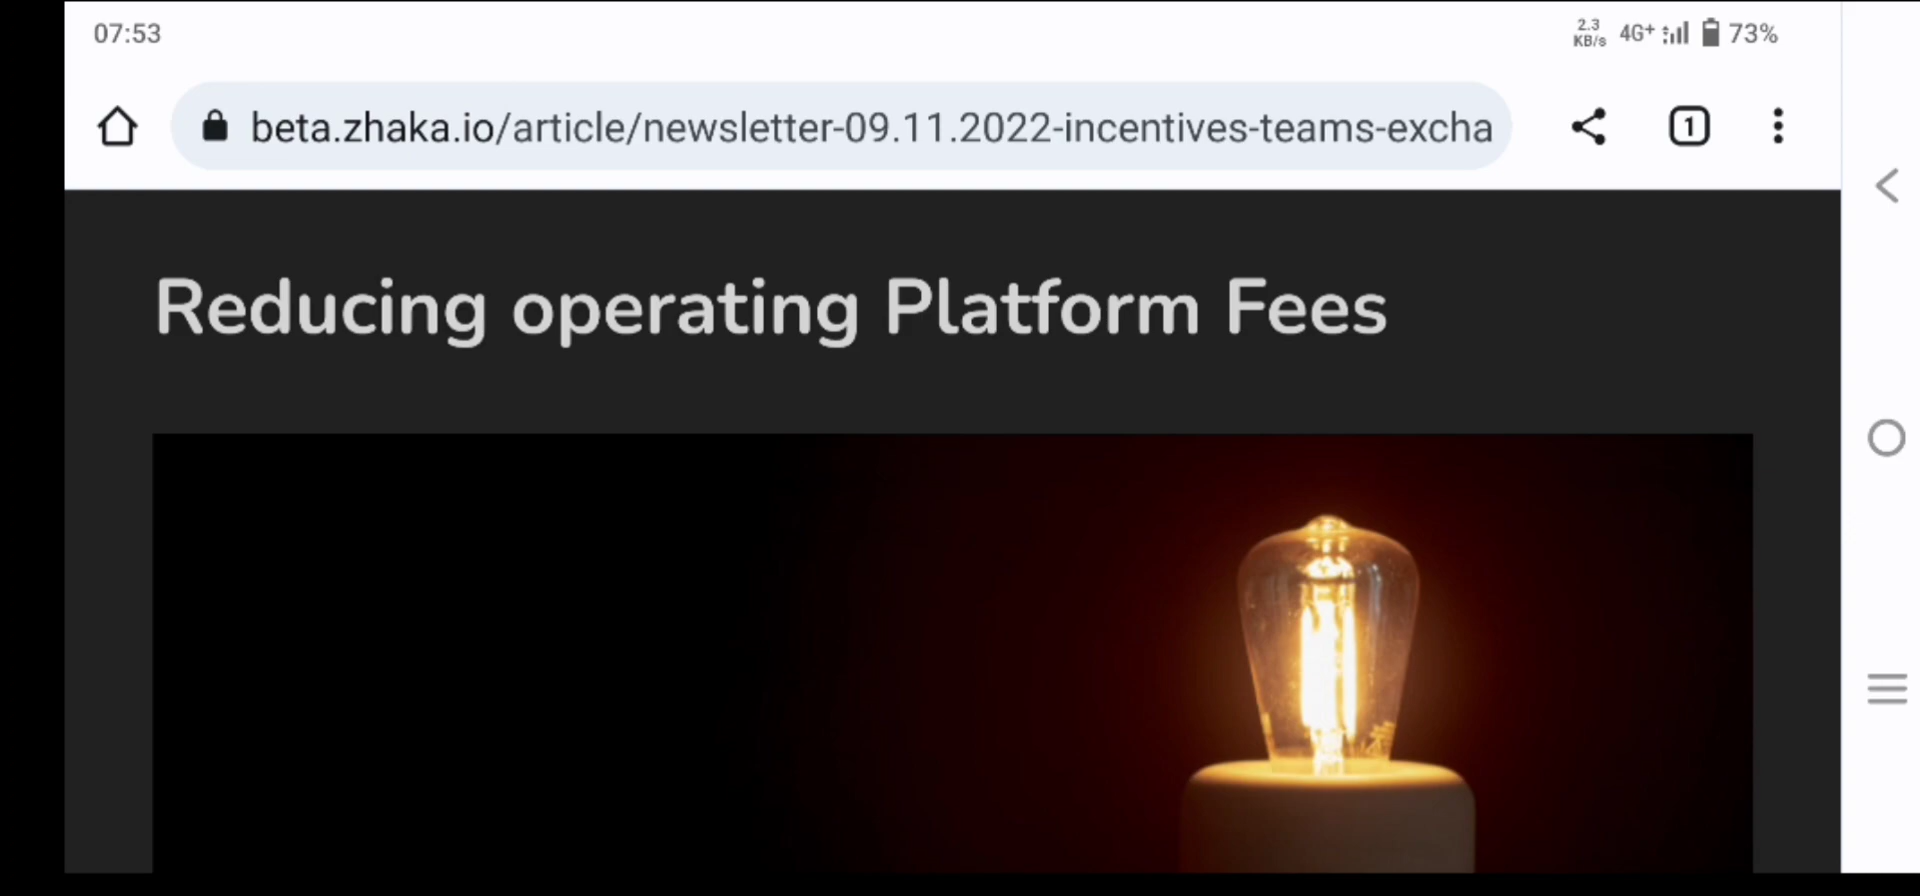 07:53
2.3
KB/s
4G+
73%
beta.zhaka.io/article/newsletter-09.11.2022-incentives-teams-excha
1
Reducing operating Platform Fees